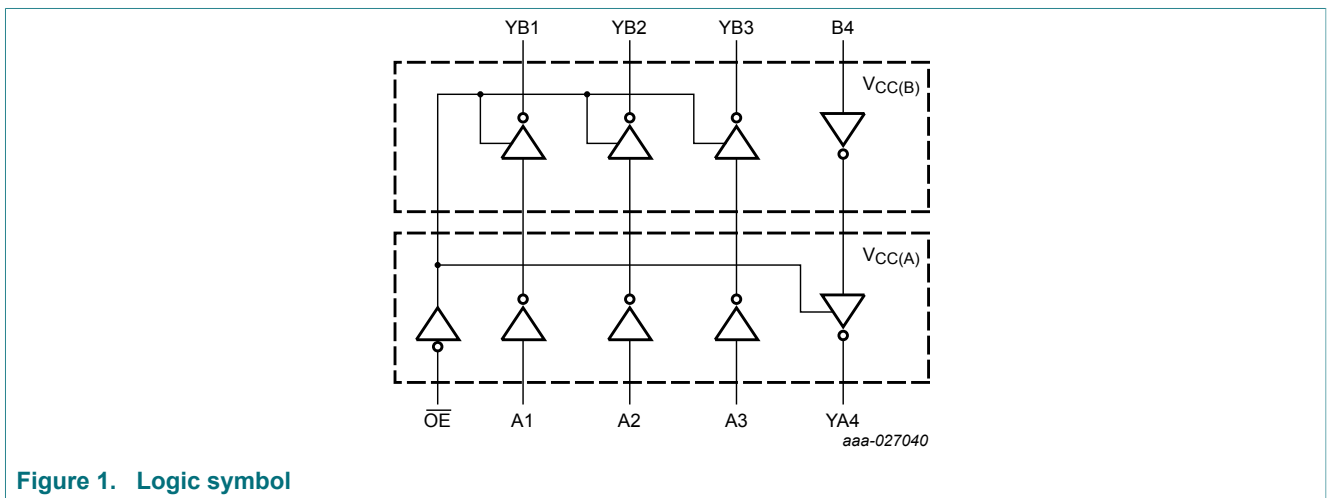 YB1 YB2 YB3 B4
VCC(B)
VCC(A)
OE A1 A2 A3 YA4
aaa-027040
Figure 1. Logic symbol